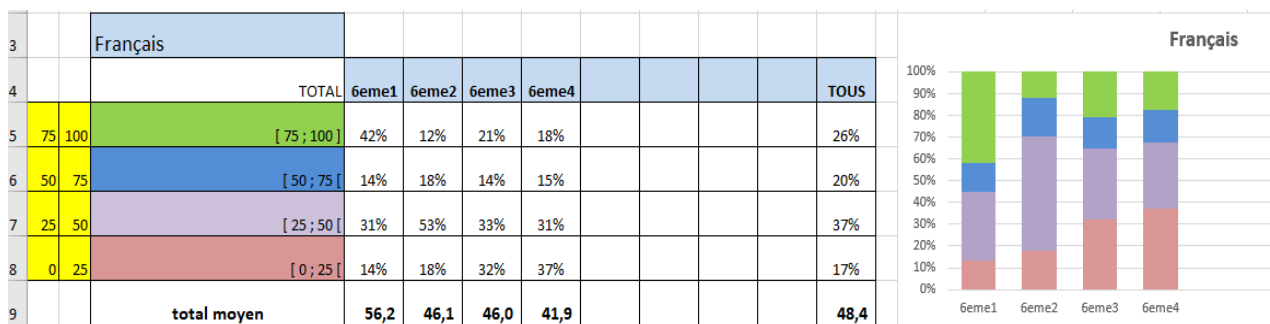 3 Français
4 TOTAL 6eme1 6eme2 6eme3 6eme4 TOUS
5 75 100 [ 75 ; 100 ] 42% 12% 21% 18% 26%
6 50 75 [ 50 ; 75 [ 14% 18% 14% 15% 20%
7 25 50 [ 25 ; 50 [ 31% 53% 33% 31% 37%
8 0 25 [ 0 ; 25 [ 14% 18% 32% 37% 17%
9 total moyen 56,2 46,1 46,0 41,9 48,4
Français
100%
90%
80%
70%
60%
50%
40%
30%
20%
10%
0%
6eme1 6eme2 6eme3 6eme4